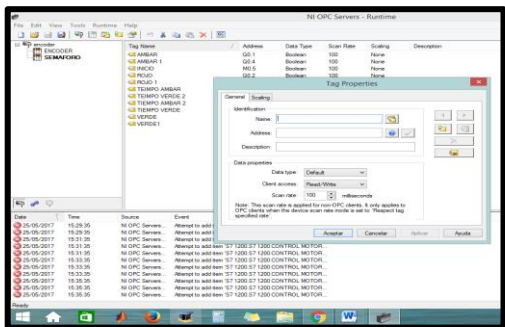 NI OPC Servers - Runtime
File Edit View Tools Runtime Help
encoder
ENCODER
SEMAFORO
Tag Name / Address Data Type Scan Rate Scaling Description
AMBAR Q0.1 Boolean 100 None
AMBAR 1 Q0.4 Boolean 100 None
INICIO M0.5 Boolean 100 None
ROJO Q0.2 Boolean 100 None
ROJO 1
TEIMPO AMBAR
TIEMPO VERDE 2
TIEMPO AMBAR 2
TIEMPO VERDE
VERDE
VERDE1
Tag Properties
General Scaling
Identification
Name:
Address:
Description:
Data properties
Data type: Default
Client access: Read/Write
Scan rate: 100 milliseconds
Note: This scan rate is applied for non-OPC clients. It only applies to
OPC clients when the device scan rate mode is set to "Respect tag
specified rate".
Aceptar Cancelar Aplicar Ayuda
Date Time Source Event
25/05/2017 15:29:35 NI OPC Servers... Attempt to add
25/05/2017 15:29:35 NI OPC Servers... Attempt to add
25/05/2017 15:31:35 NI OPC Servers... Attempt to add
25/05/2017 15:31:35 NI OPC Servers... Attempt to add item 'S7 1200.S7 1200.CONTROL MOTOR...
25/05/2017 15:31:35 NI OPC Servers... Attempt to add item 'S7 1200.S7 1200.CONTROL MOTOR...
25/05/2017 15:33:35 NI OPC Servers... Attempt to add item 'S7 1200.S7 1200.CONTROL MOTOR...
25/05/2017 15:33:35 NI OPC Servers... Attempt to add item 'S7 1200.S7 1200.CONTROL MOTOR...
25/05/2017 15:33:35 NI OPC Servers... Attempt to add item 'S7 1200.S7 1200.CONTROL MOTOR...
25/05/2017 15:35:35 NI OPC Servers... Attempt to add item 'S7 1200.S7 1200.CONTROL MOTOR...
25/05/2017 15:35:35 NI OPC Servers... Attempt to add item 'S7 1200.S7 1200.CONTROL MOTOR...
25/05/2017 15:35:35 NI OPC Servers... Attempt to add item 'S7 1200.S7 1200.CONTROL MOTOR...
Ready